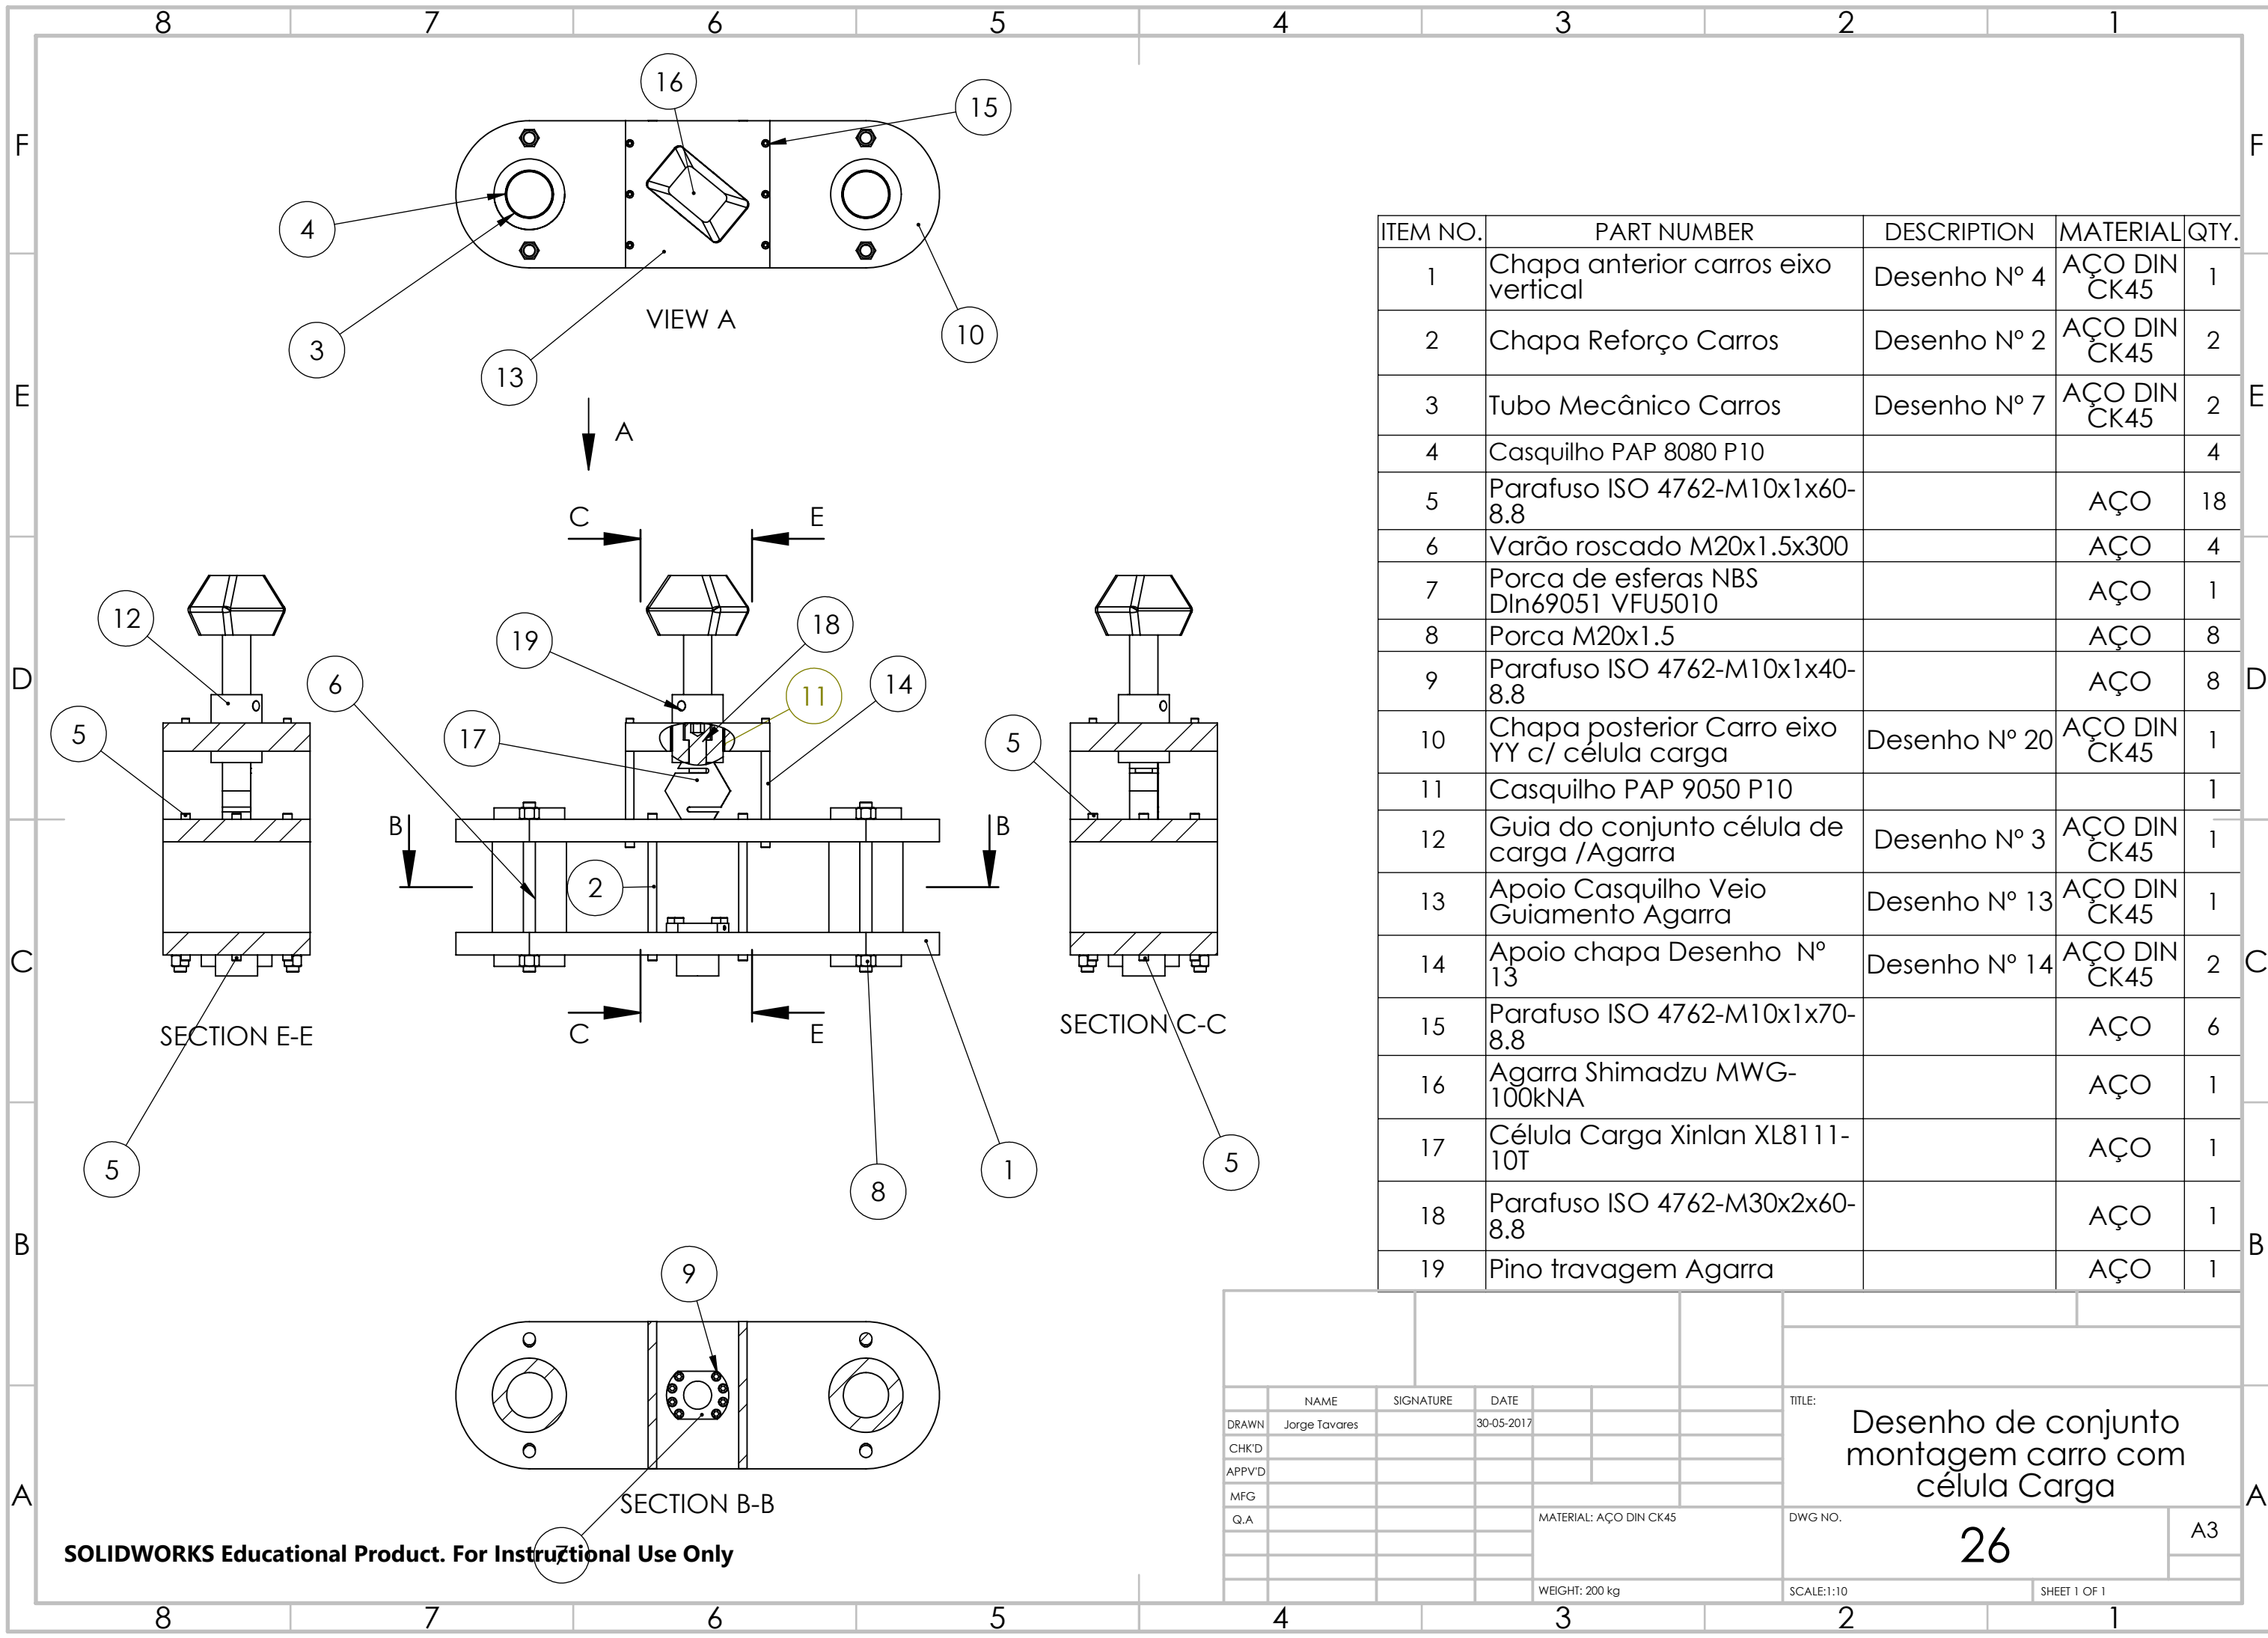 8 7 6 5 4 3 2 1
F F
E E
D D
C C
B B
A A
16
15
4
3
13
10
VIEW A
A
C E
12
6
5
19
18
11
14
17
5
B B
2
SECTION E-E
C E
SECTION C-C
5
8
1
5
9
SECTION B-B
7
SOLIDWORKS Educational Product. For Instructional Use Only
ITEM NO. PART NUMBER DESCRIPTION MATERIAL QTY.
1 Chapa anterior carros eixo vertical Desenho Nº 4 AÇO DIN CK45 1
2 Chapa Reforço Carros Desenho Nº 2 AÇO DIN CK45 2
3 Tubo Mecânico Carros Desenho Nº 7 AÇO DIN CK45 2
4 Casquilho PAP 8080 P10 4
5 Parafuso ISO 4762-M10x1x60-8.8 AÇO 18
6 Varão roscado M20x1.5x300 AÇO 4
7 Porca de esferas NBS DIn69051 VFU5010 AÇO 1
8 Porca M20x1.5 AÇO 8
9 Parafuso ISO 4762-M10x1x40-8.8 AÇO 8
10 Chapa posterior Carro eixo YY c/ célula carga Desenho Nº 20 AÇO DIN CK45 1
11 Casquilho PAP 9050 P10 1
12 Guia do conjunto célula de carga /Agarra Desenho Nº 3 AÇO DIN CK45 1
13 Apoio Casquilho Veio Guiamento Agarra Desenho Nº 13 AÇO DIN CK45 1
14 Apoio chapa Desenho Nº 13 Desenho Nº 14 AÇO DIN CK45 2
15 Parafuso ISO 4762-M10x1x70-8.8 AÇO 6
16 Agarra Shimadzu MWG-100kNA AÇO 1
17 Célula Carga Xinlan XL8111-10T AÇO 1
18 Parafuso ISO 4762-M30x2x60-8.8 AÇO 1
19 Pino travagem Agarra AÇO 1
NAME SIGNATURE DATE
DRAWN Jorge Tavares 30-05-2017
CHK'D
APPV'D
MFG
Q.A
MATERIAL: AÇO DIN CK45
WEIGHT: 200 kg
TITLE:
Desenho de conjunto
montagem carro com
célula Carga
DWG NO.
26
A3
SCALE:1:10
SHEET 1 OF 1
8 7 6 5 4 3 2 1